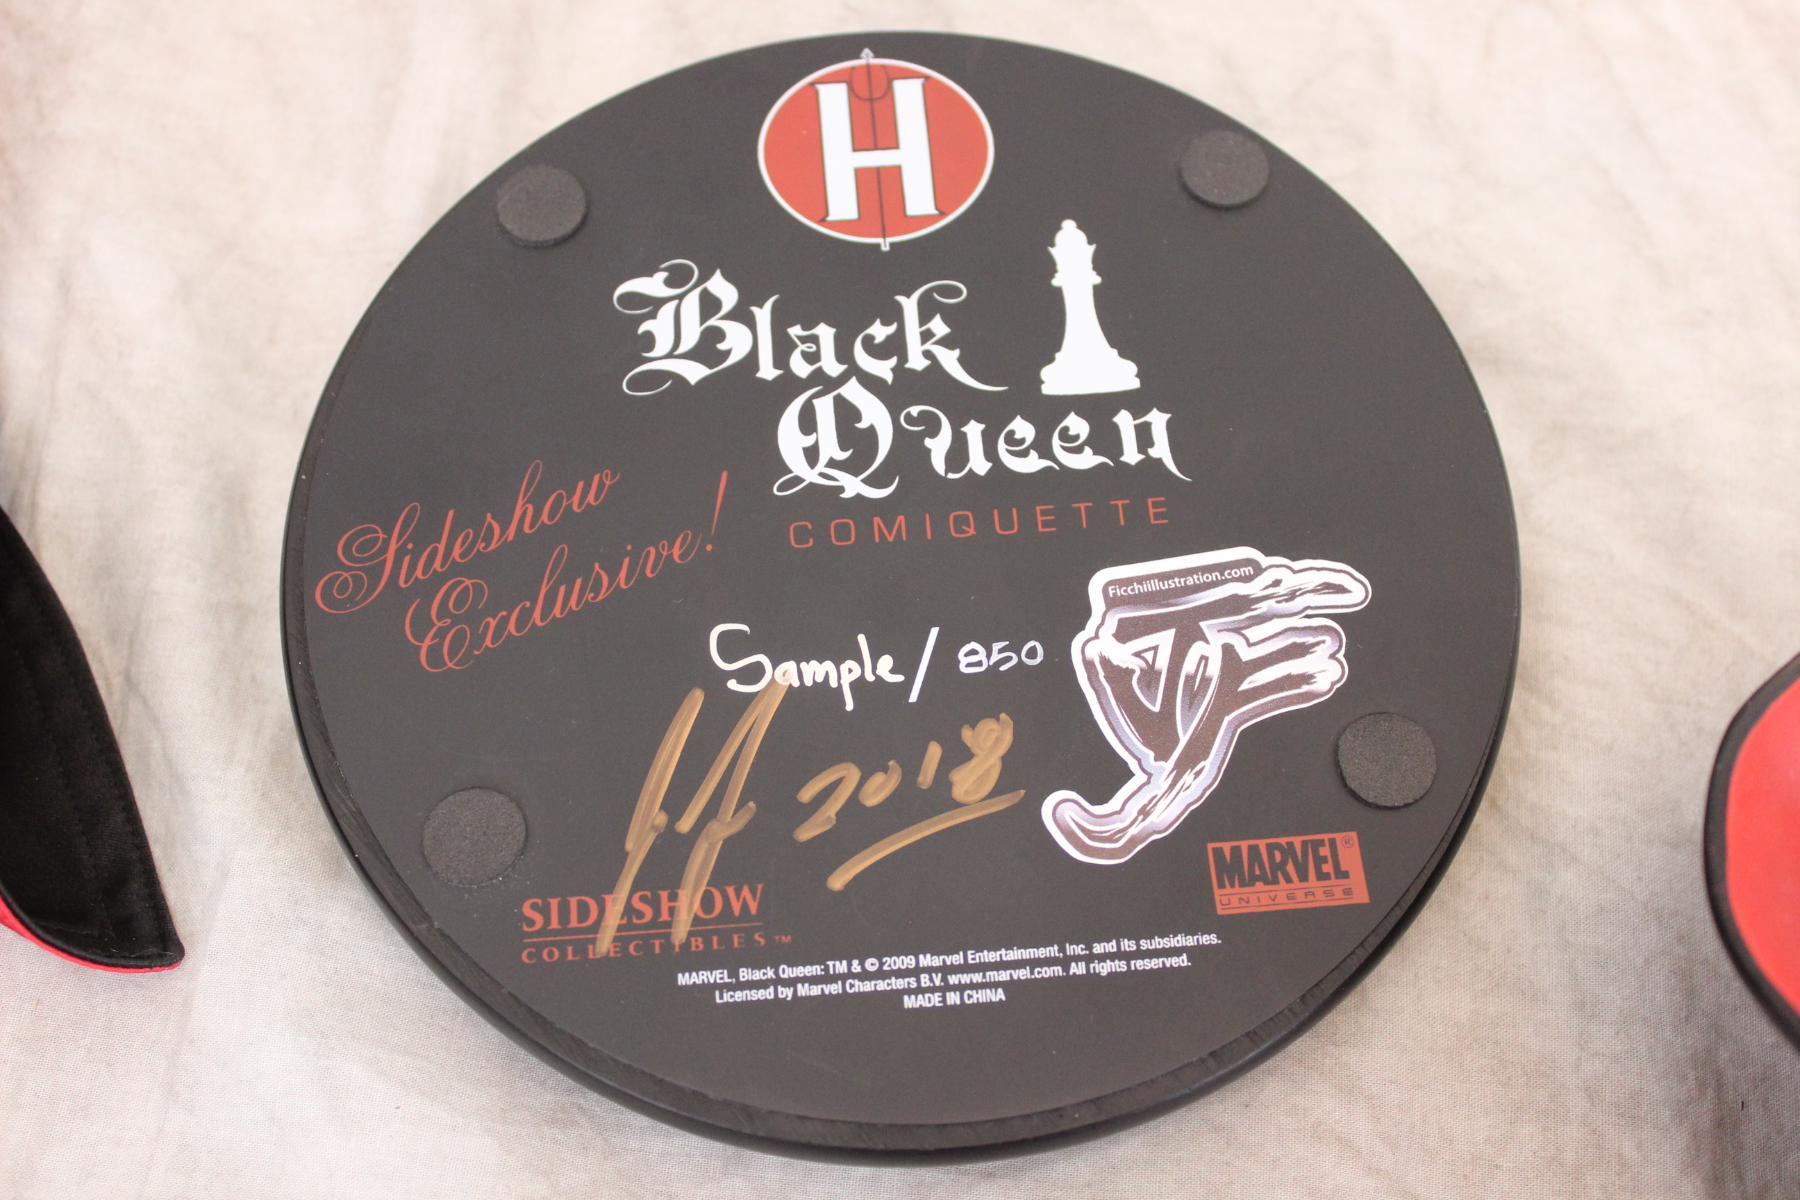 H
Black
Queen
COMIQUETTE
Sideshow
Exclusive!
Ficchiillustration.com
Sample/850
2018
MARVEL®
UNIVERSE
SIDESHOW
COLLECTIBLES™
MARVEL, Black Queen: TM & © 2009 Marvel Entertainment, Inc. and its subsidiaries.
Licensed by Marvel Characters B.V. www.marvel.com. All rights reserved.
MADE IN CHINA